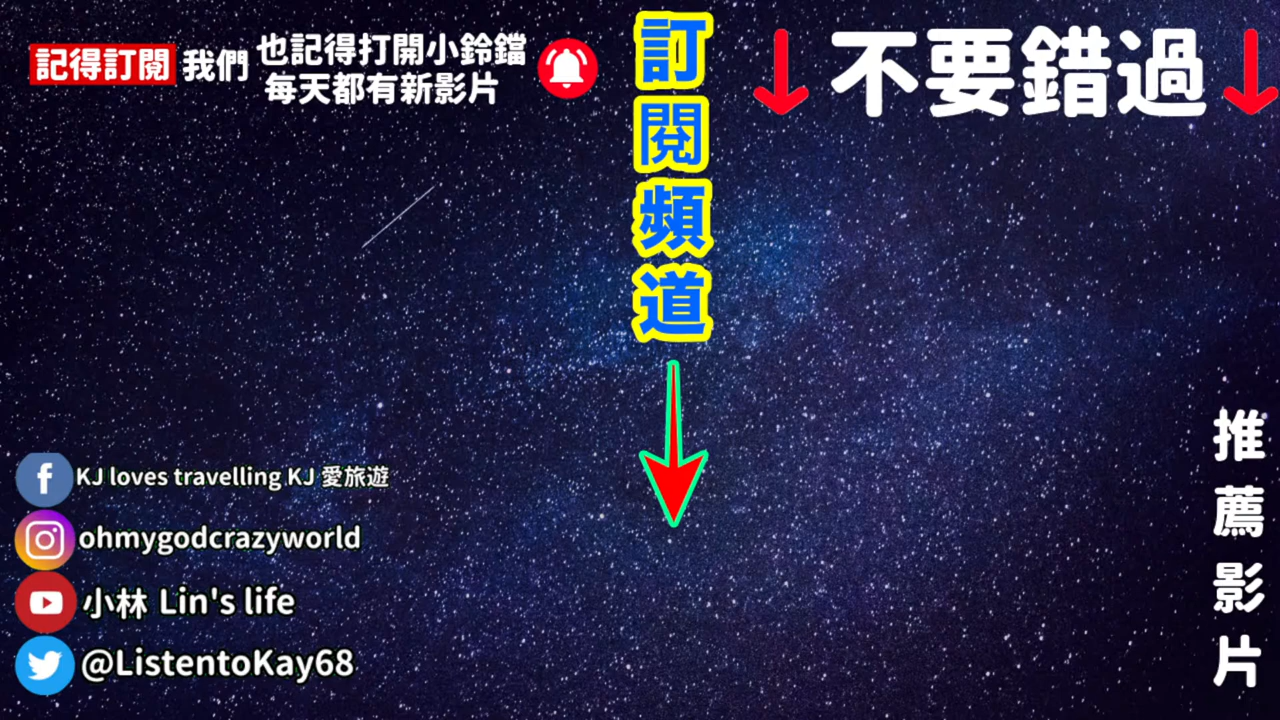 記得訂閱 我們
也記得打開小鈴鐺
每天都有新影片
訂閱頻道
不要錯過
KJ loves travelling KJ 愛旅遊
ohmygodcrazyworld
小林 Lin's life
@ListentoKay68
推薦影片